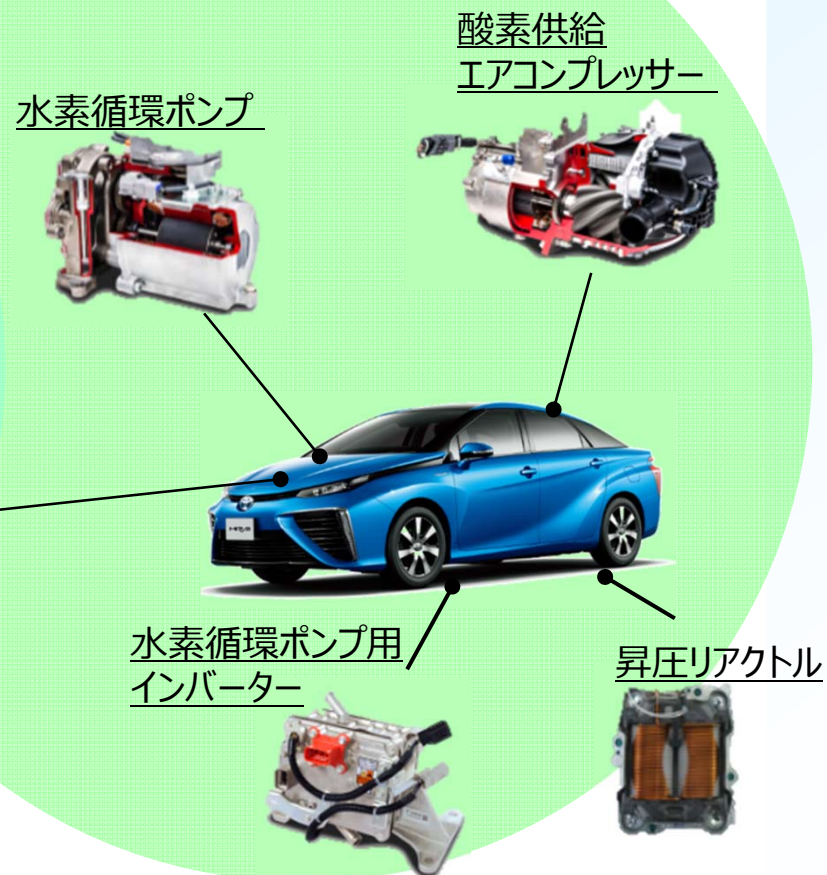 酸素供給
エアコンプレッサー
水素循環ポンプ
水素循環ポンプ用
インバーター
昇圧リアクトル